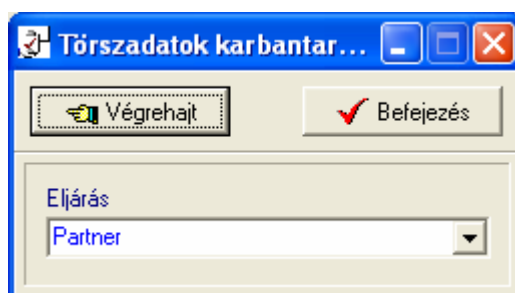 Törszadatok karbantar...
Végrehajt
Befejezés
Eljárás
Partner